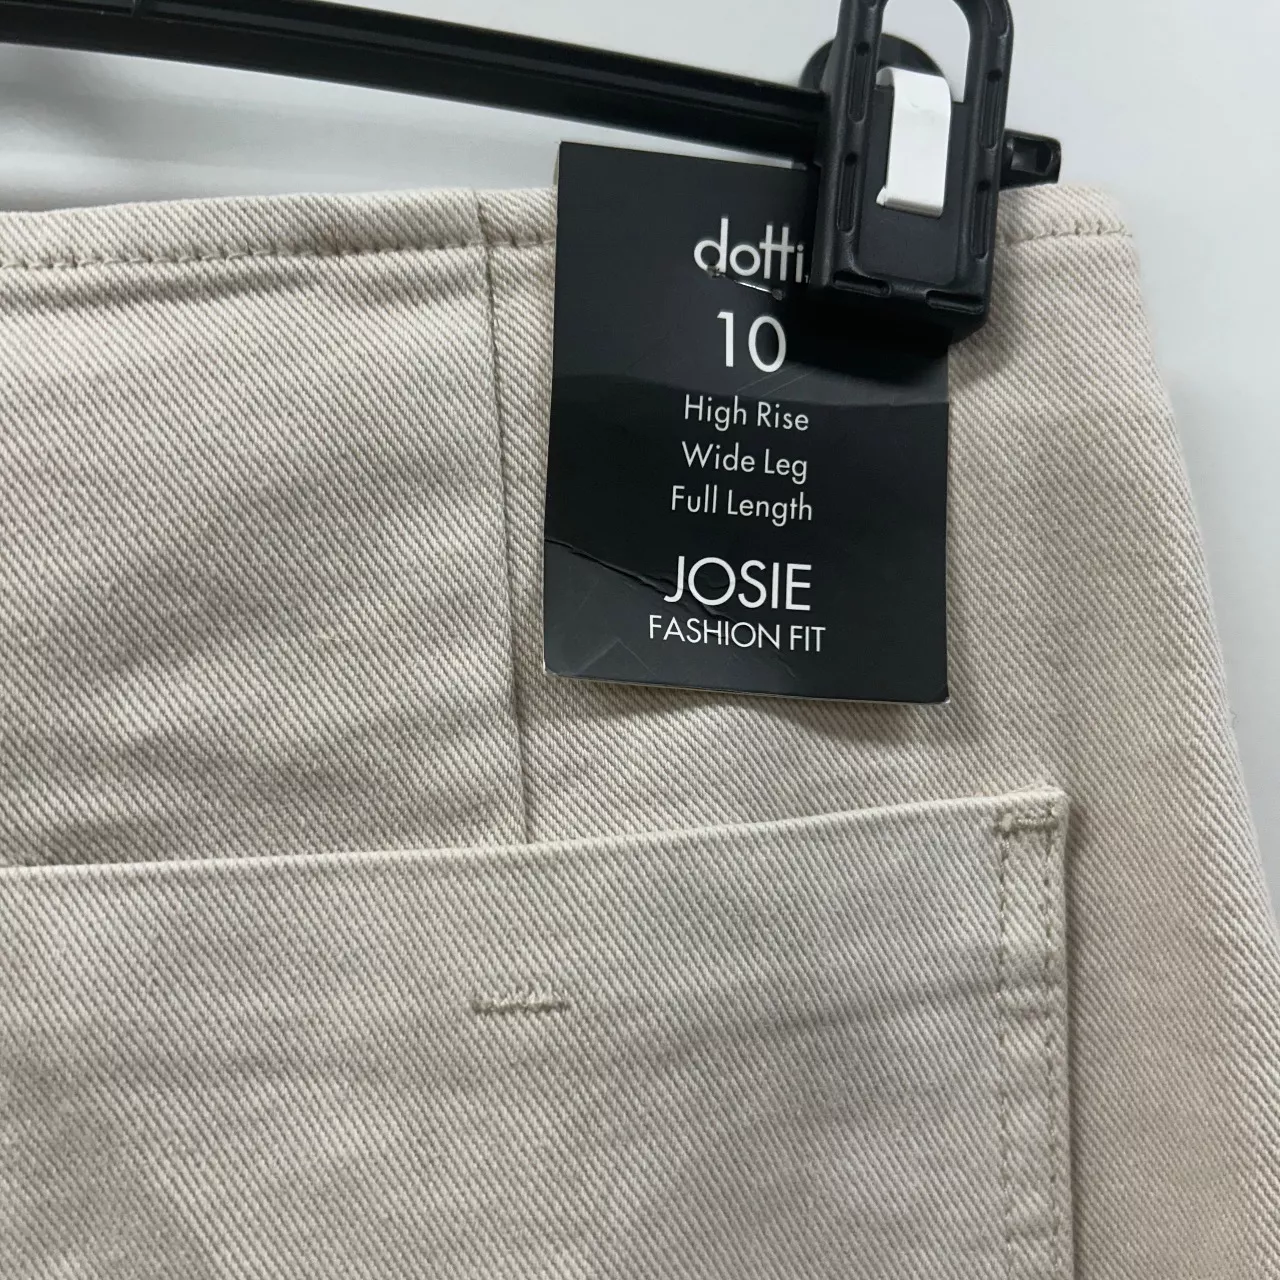 dotti
10
High Rise
Wide Leg
Full Length
JOSIE
FASHION FIT